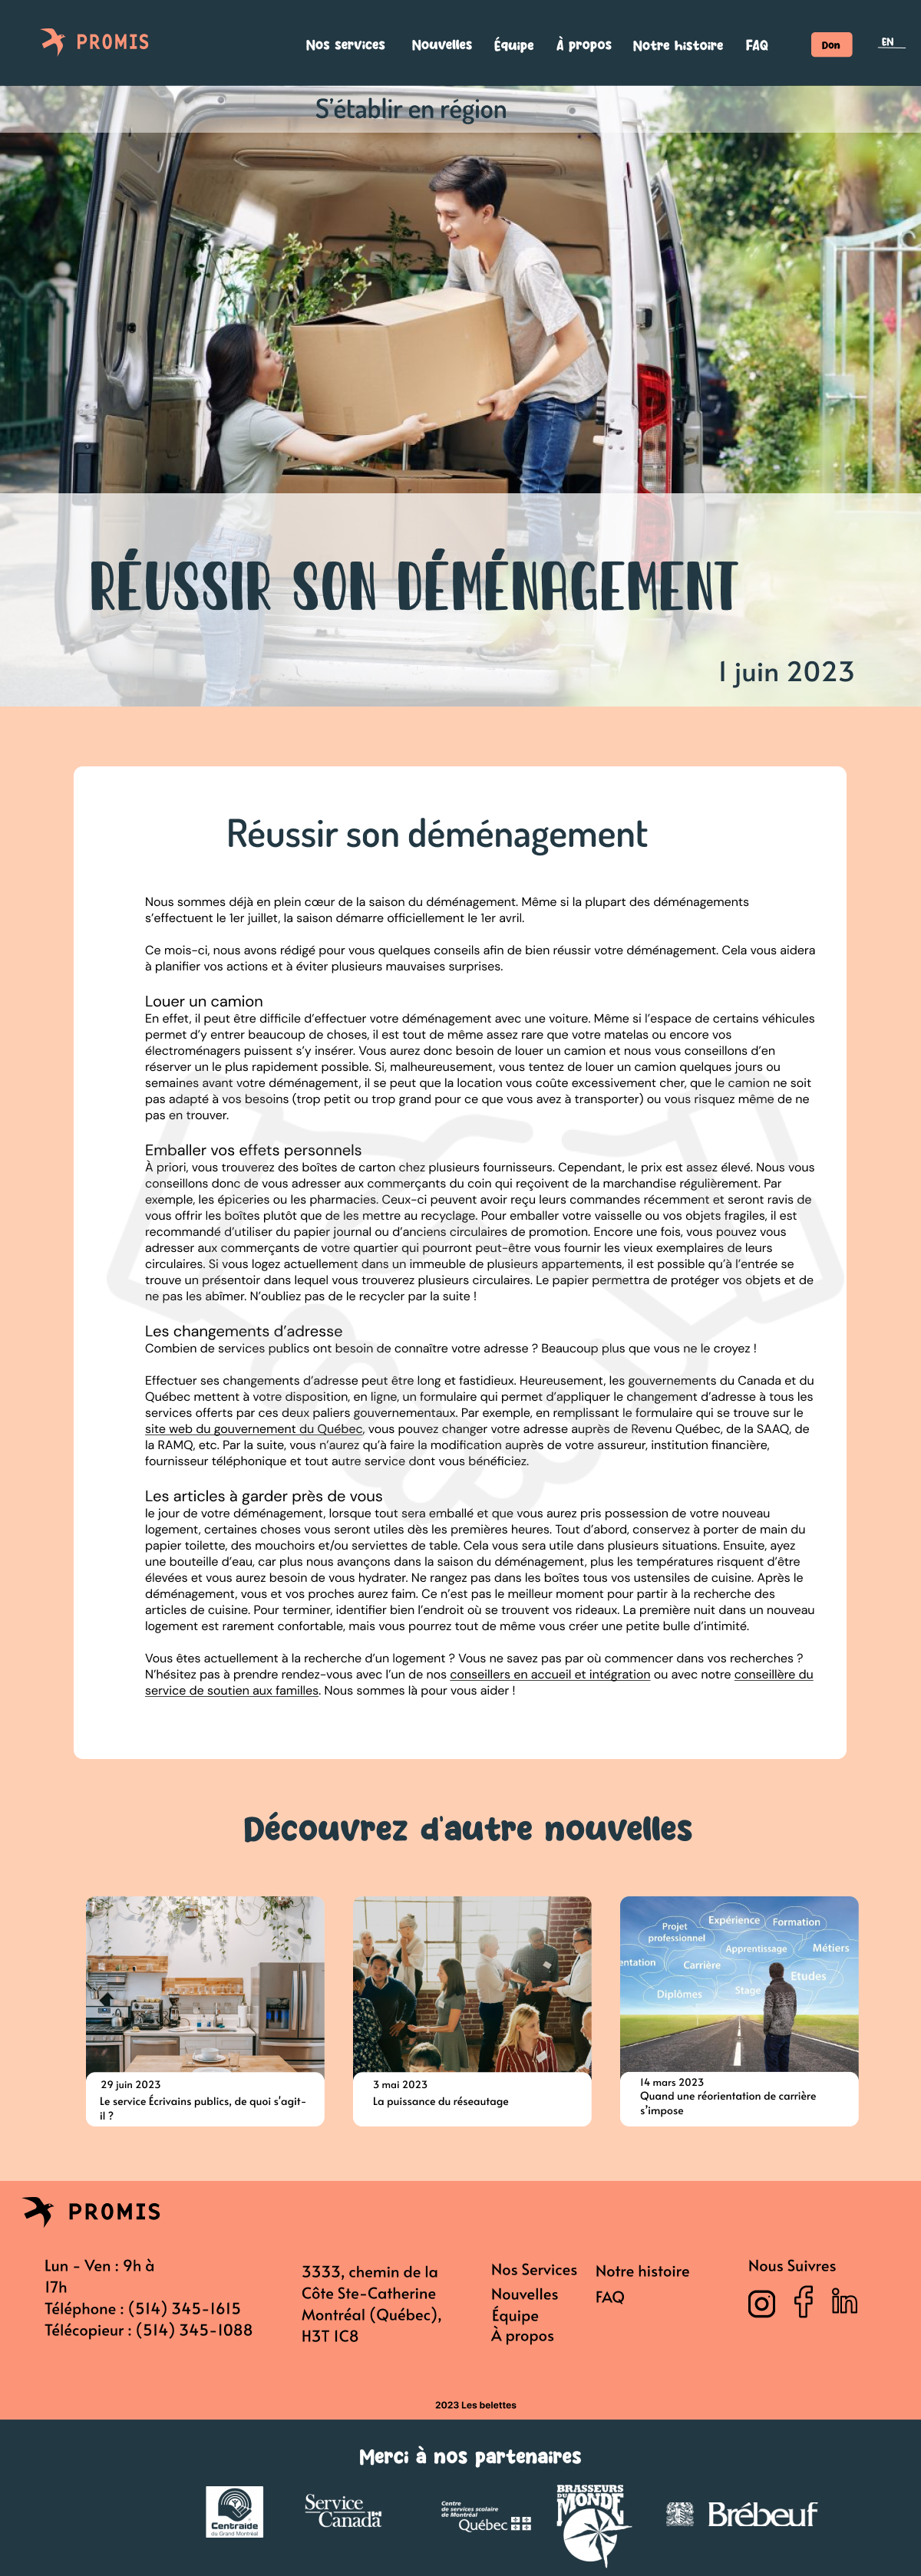 PROMIS
Nos services Nouvelles Équipe À propos Notre histoire FAQ Don EN
S'établir en région
RÉUSSIR SON DÉMÉNAGEMENT
1 juin 2023
Réussir son déménagement
Nous sommes déjà en plein cœur de la saison du déménagement. Même si la plupart des déménagements
s'effectuent le 1er juillet, la saison démarre officiellement le 1er avril.
Ce mois-ci, nous avons rédigé pour vous quelques conseils afin de bien réussir votre déménagement. Cela vous aidera
à planifier vos actions et à éviter plusieurs mauvaises surprises.
Louer un camion
En effet, il peut être difficile d'effectuer votre déménagement avec une voiture. Même si l'espace de certains véhicules
permet d'y entrer beaucoup de choses, il est tout de même assez rare que votre matelas ou encore vos
électroménagers puissent s'y insérer. Vous aurez donc besoin de louer un camion et nous vous conseillons d'en
réserver un le plus rapidement possible. Si, malheureusement, vous tentez de louer un camion quelques jours ou
semaines avant votre déménagement, il se peut que la location vous coûte excessivement cher, que le camion ne soit
pas adapté à vos besoins (trop petit ou trop grand pour ce que vous avez à transporter) ou vous risquez même de ne
pas en trouver.
Emballer vos effets personnels
À priori, vous trouverez des boîtes de carton chez plusieurs fournisseurs. Cependant, le prix est assez élevé. Nous vous
conseillons donc de vous adresser aux commerçants du coin qui reçoivent de la marchandise régulièrement. Par
exemple, les épiceries ou les pharmacies. Ceux-ci peuvent avoir reçu leurs commandes récemment et seront ravis de
vous offrir les boîtes plutôt que de les mettre au recyclage. Pour emballer votre vaisselle ou vos objets fragiles, il est
recommandé d'utiliser du papier journal ou d'anciens circulaires de promotion. Encore une fois, vous pouvez vous
adresser aux commerçants de votre quartier qui pourront peut-être vous fournir les vieux exemplaires de leurs
circulaires. Si vous logez actuellement dans un immeuble de plusieurs appartements, il est possible qu'à l'entrée se
trouve un présentoir dans lequel vous trouverez plusieurs circulaires. Le papier permettra de protéger vos objets et de
ne pas les abîmer. N'oubliez pas de le recycler par la suite !
Les changements d'adresse
Combien de services publics ont besoin de connaître votre adresse ? Beaucoup plus que vous ne le croyez !
Effectuer ses changements d'adresse peut être long et fastidieux. Heureusement, les gouvernements du Canada et du
Québec mettent à votre disposition, en ligne, un formulaire qui permet d'appliquer le changement d'adresse à tous les
services offerts par ces deux paliers gouvernementaux. Par exemple, en remplissant le formulaire qui se trouve sur le
site web du gouvernement du Québec, vous pouvez changer votre adresse auprès de Revenu Québec, de la SAAQ, de
la RAMQ, etc. Par la suite, vous n'aurez qu'à faire la modification auprès de votre assureur, institution financière,
fournisseur téléphonique et tout autre service dont vous bénéficiez.
Les articles à garder près de vous
le jour de votre déménagement, lorsque tout sera emballé et que vous aurez pris possession de votre nouveau
logement, certaines choses vous seront utiles dès les premières heures. Tout d'abord, conservez à porter de main du
papier toilette, des mouchoirs et/ou serviettes de table. Cela vous sera utile dans plusieurs situations. Ensuite, ayez
une bouteille d'eau, car plus nous avançons dans la saison du déménagement, plus les températures risquent d'être
élevées et vous aurez besoin de vous hydrater. Ne rangez pas dans les boîtes tous vos ustensiles de cuisine. Après le
déménagement, vous et vos proches aurez faim. Ce n'est pas le meilleur moment pour partir à la recherche des
articles de cuisine. Pour terminer, identifier bien l'endroit où se trouvent vos rideaux. La première nuit dans un nouveau
logement est rarement confortable, mais vous pourrez tout de même vous créer une petite bulle d'intimité.
Vous êtes actuellement à la recherche d'un logement ? Vous ne savez pas par où commencer dans vos recherches ?
N'hésitez pas à prendre rendez-vous avec l'un de nos conseillers en accueil et intégration ou avec notre conseillère du
service de soutien aux familles. Nous sommes là pour vous aider !
Découvrez d'autre nouvelles
29 juin 2023
Le service Écrivains publics, de quoi s'agit-
il ?
3 mai 2023
La puissance du réseautage
Projet
professionnel
Expérience
Formation
entation
Carrière
Apprentissage
Métiers
Diplômes
Stage
Etudes
14 mars 2023
Quand une réorientation de carrière
s'impose
PROMIS
Lun - Ven : 9h à
17h
Téléphone : (514) 345-1615
Télécopieur : (514) 345-1088
3333, chemin de la
Côte Ste-Catherine
Montréal (Québec),
H3T 1C8
Nos Services
Nouvelles
Équipe
À propos
Notre histoire
FAQ
Nous Suivres
2023 Les belettes
Merci à nos partenaires
Centraide
du Grand Montréal
Service
Canada
Centre
de services scolaire
de Montréal
Québec
BRASSEURS
DU MONDE
Brébeuf